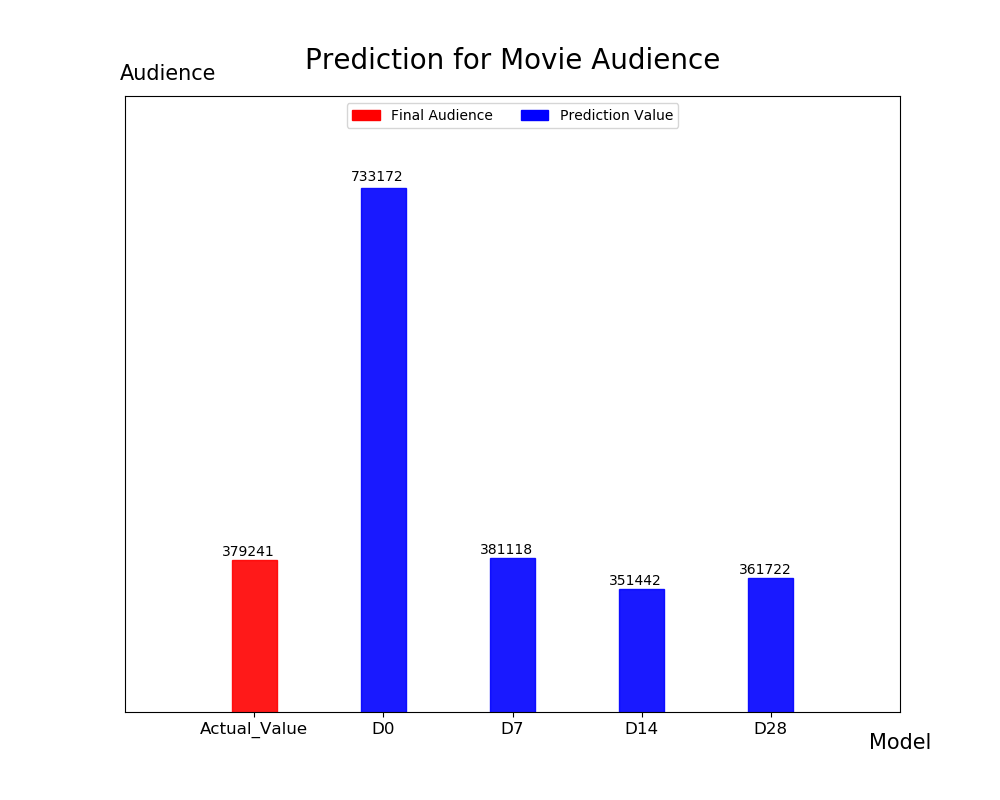 Prediction for Movie Audience
Audience
Final Audience
Prediction Value
733172
379241
381118
351442
361722
Actual_Value
D0
D7
D14
D28
Model